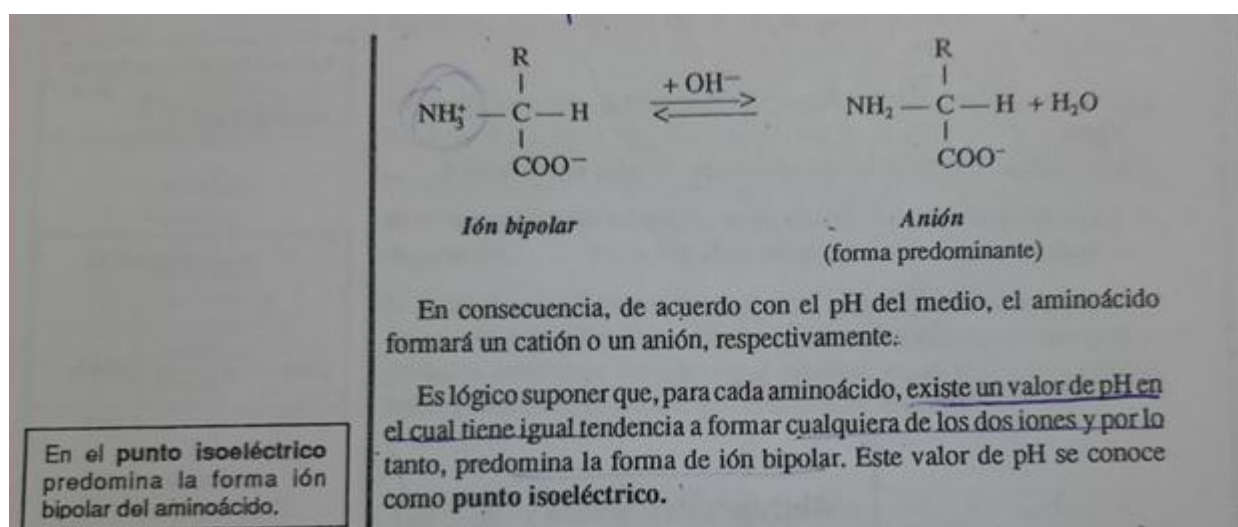 R R
| |
NH₃⁺ — C — H + OH⁻ NH₂ — C — H + H₂O
| |
COO⁻ COO⁻
Ión bipolar Anión
(forma predominante)
En consecuencia, de acuerdo con el pH del medio, el aminoácido
formará un catión o un anión, respectivamente.
Es lógico suponer que, para cada aminoácido, existe un valor de pH en
el cual tiene igual tendencia a formar cualquiera de los dos iones y por lo
tanto, predomina la forma de ión bipolar. Este valor de pH se conoce
como punto isoeléctrico.
En el punto isoeléctrico
predomina la forma ión
bipolar del aminoácido.